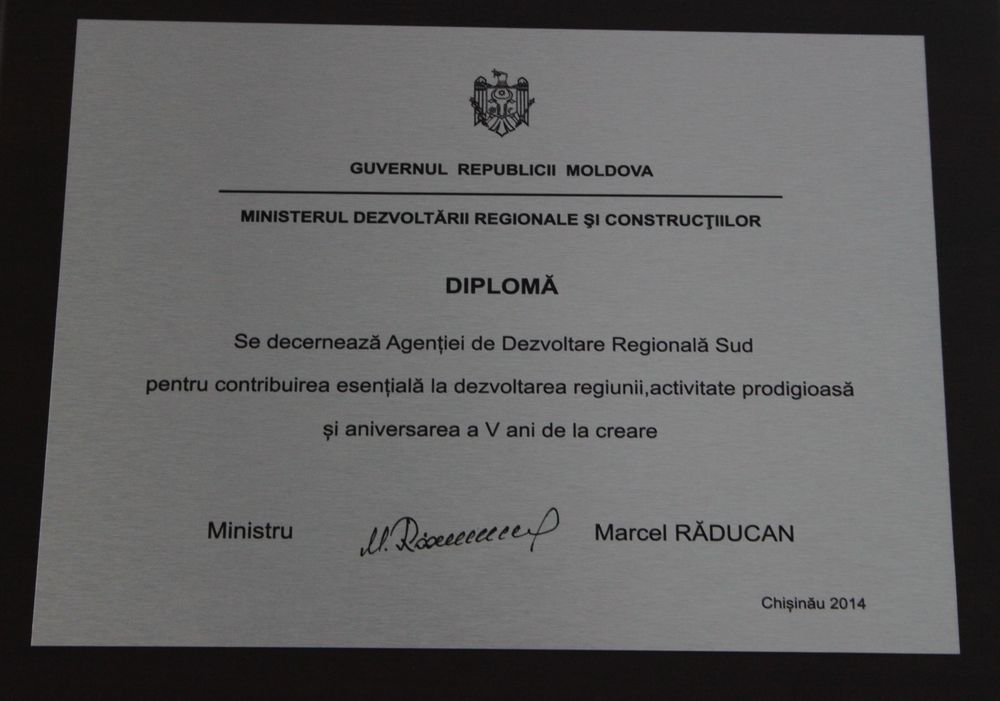 GUVERNUL REPUBLICII MOLDOVA
MINISTERUL DEZVOLTĂRII REGIONALE ŞI CONSTRUCŢIILOR
DIPLOMĂ
Se decernează Agenției de Dezvoltare Regională Sud
pentru contribuirea esențială la dezvoltarea regiunii,activitate prodigioasă
și aniversarea a V ani de la creare
Ministru M. Răducan Marcel RĂDUCAN
Chișinău 2014